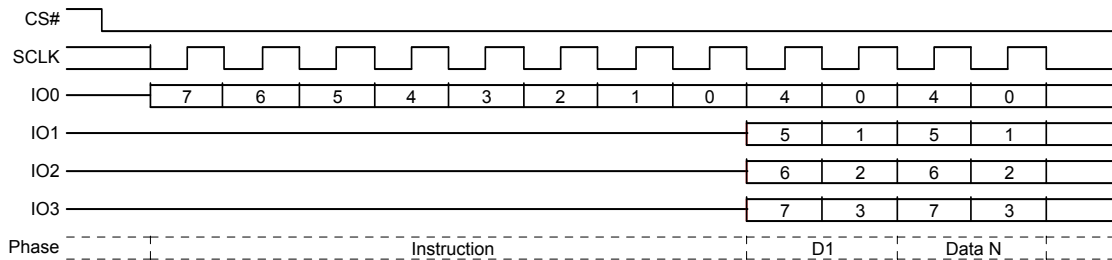 CS#
SCLK
IO0 7 6 5 4 3 2 1 0 4 0 4 0
IO1 5 1 5 1
IO2 6 2 6 2
IO3 7 3 7 3
Phase Instruction D1 Data N